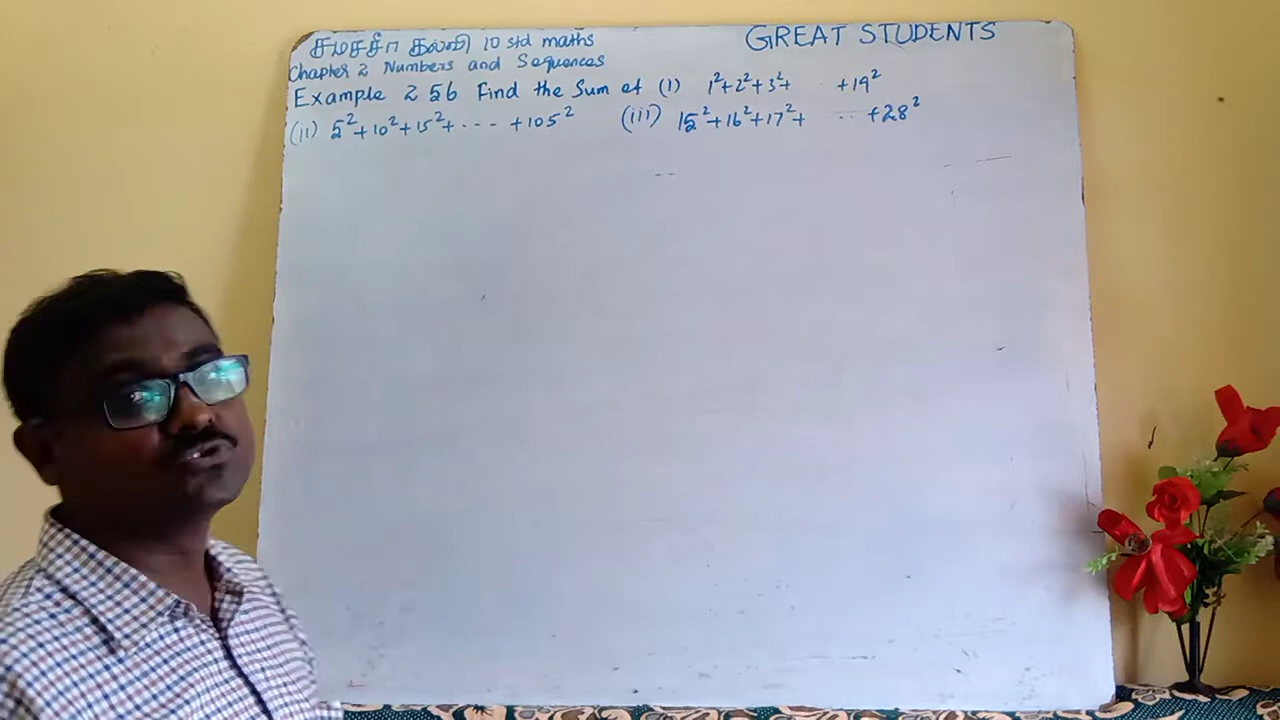 சமச்சீர் கல்வி 10 std maths
GREAT STUDENTS
Chapter 2 Numbers and Sequences
Example 2 56 Find the Sum of (i) 1²+2²+3²+ ... +19²
(ii) 5²+10²+15²+ ... +105² (iii) 15²+16²+17²+ ... +28²